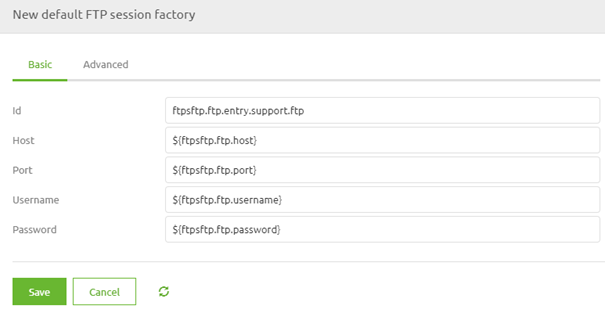 New default FTP session factory
Basic Advanced
Id ftpsftp.ftp.entry.support.ftp
Host ${ftpsftp.ftp.host}
Port ${ftpsftp.ftp.port}
Username ${ftpsftp.ftp.username}
Password ${ftpsftp.ftp.password}
Save Cancel